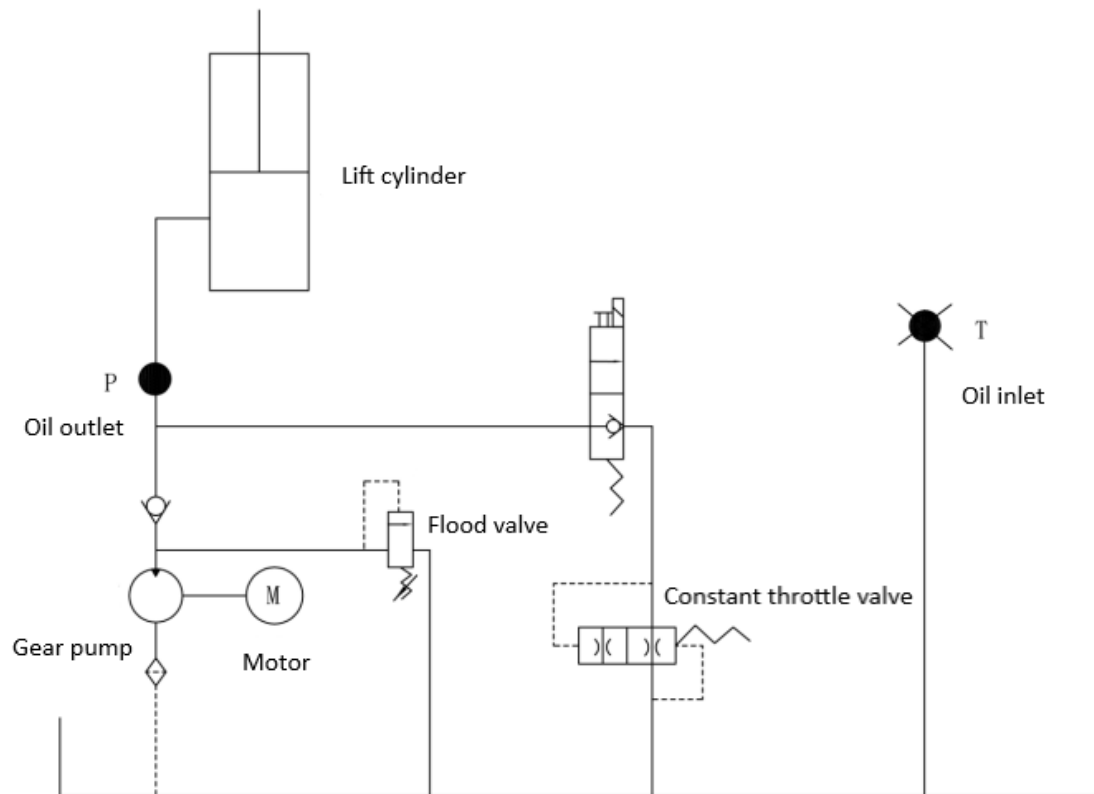 Lift cylinder
T
P
Oil inlet
Oil outlet
Flood valve
M
Constant throttle valve
Gear pump
Motor